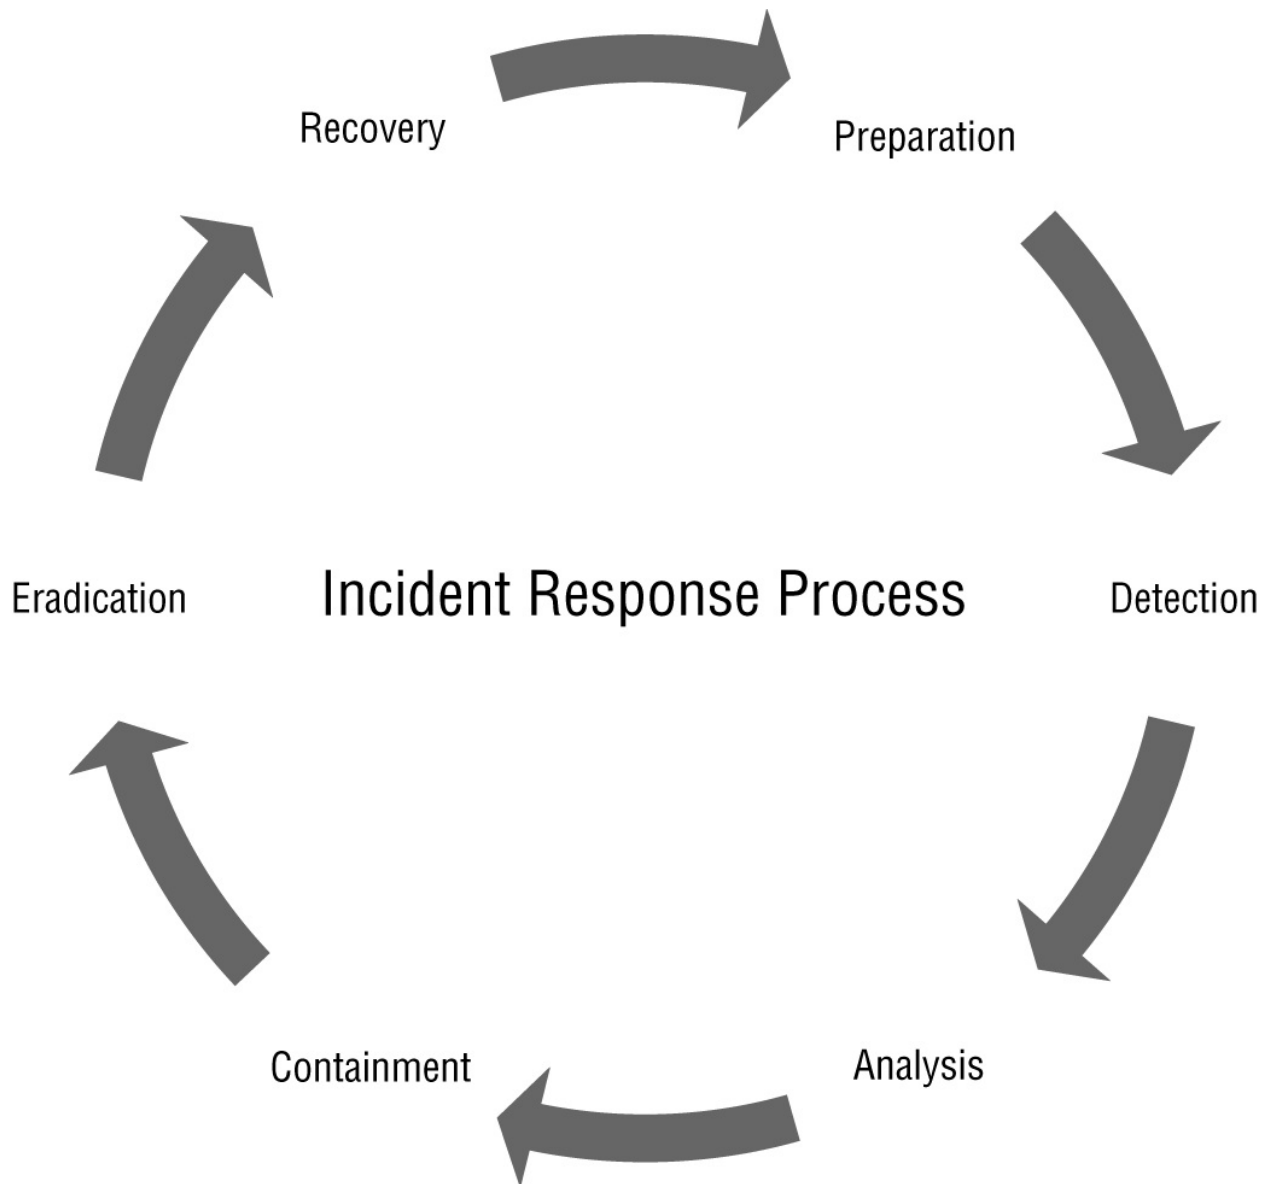 Recovery
Preparation
Eradication
Incident Response Process
Detection
Containment
Analysis